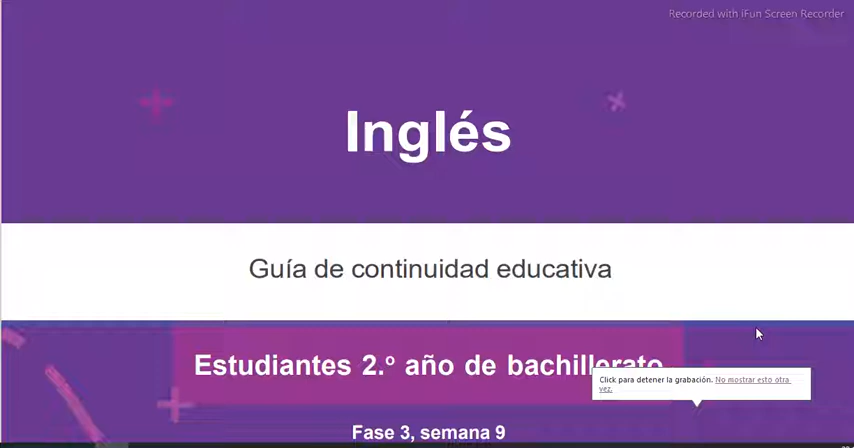 Recorded with iFun Screen Recorder
Inglés
Guía de continuidad educativa
Estudiantes 2.º año de bachillerato
Click para detener la grabación. No mostrar esto otra
vez.
Fase 3, semana 9